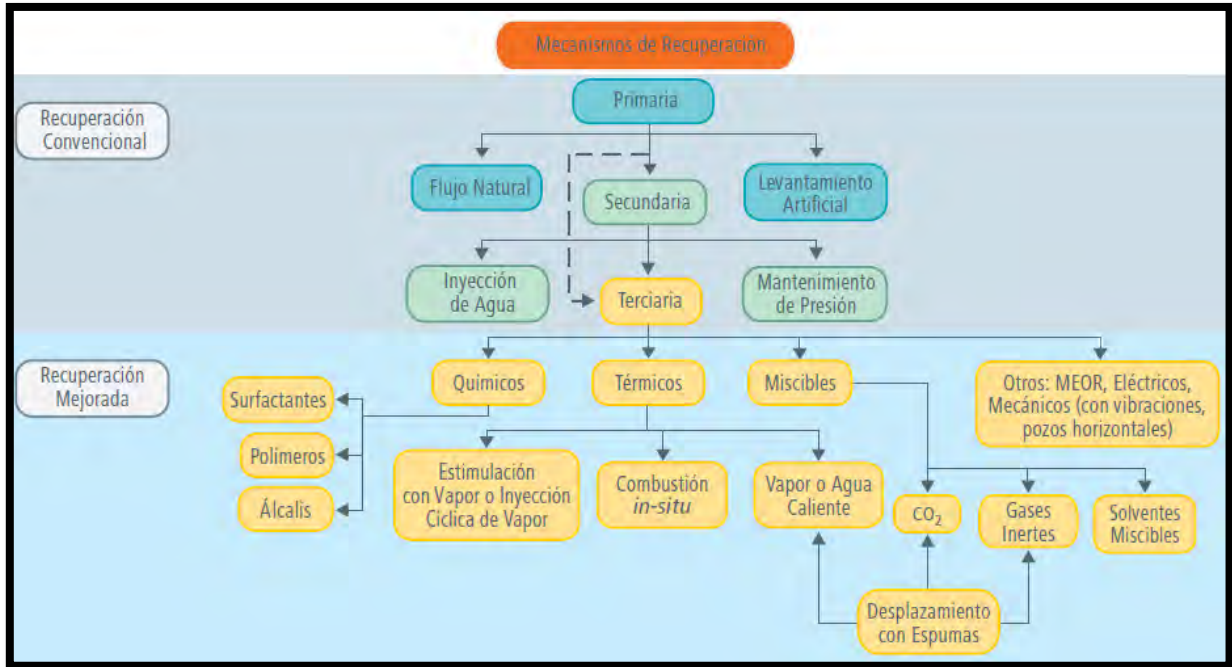 Mecanismos de Recuperación
Recuperación
Convencional
Primaria
Flujo Natural
Secundaria
Levantamiento
Artificial
Inyección
de Agua
Terciaria
Mantenimiento
de Presión
Recuperación
Mejorada
Químicos
Térmicos
Miscibles
Otros: MEOR, Eléctricos,
Mecánicos (con vibraciones,
pozos horizontales)
Surfactantes
Polímeros
Álcalis
Estimulación
con Vapor o Inyección
Cíclica de Vapor
Combustión
in-situ
Vapor o Agua
Caliente
CO₂
Gases
Inertes
Solventes
Miscibles
Desplazamiento
con Espumas